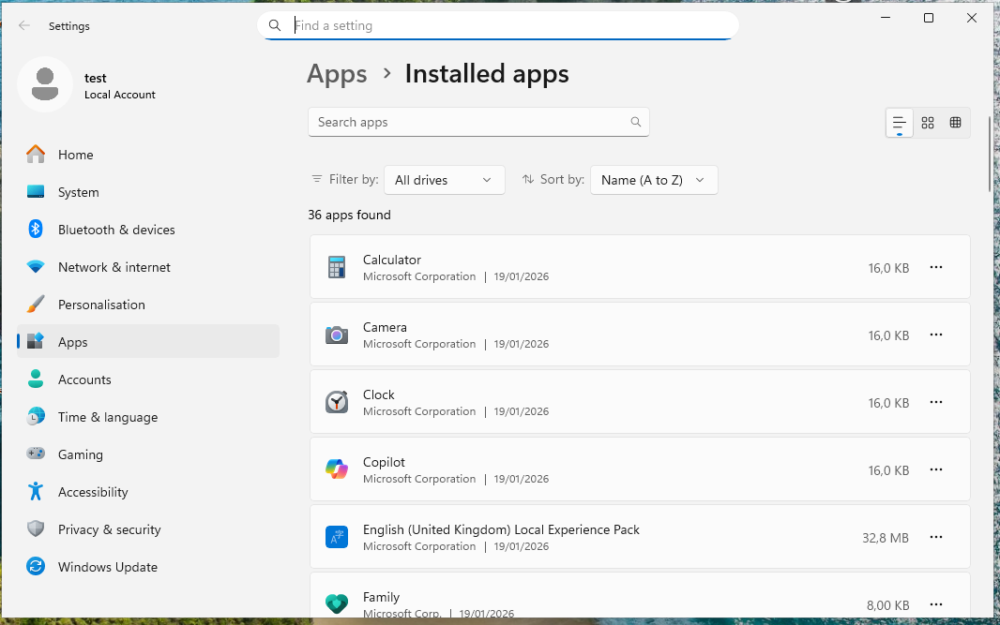 Settings
Find a setting
test
Local Account
Home
System
Bluetooth & devices
Network & internet
Personalisation
Apps
Accounts
Time & language
Gaming
Accessibility
Privacy & security
Windows Update
Apps > Installed apps
Search apps
Filter by: All drives Sort by: Name (A to Z)
36 apps found
Calculator
Microsoft Corporation | 19/01/2026
16,0 KB
Camera
Microsoft Corporation | 19/01/2026
16,0 KB
Clock
Microsoft Corporation | 19/01/2026
16,0 KB
Copilot
Microsoft Corporation | 19/01/2026
16,0 KB
English (United Kingdom) Local Experience Pack
Microsoft Corporation | 19/01/2026
32,8 MB
Family
Microsoft Corp. | 19/01/2026
8,00 KB